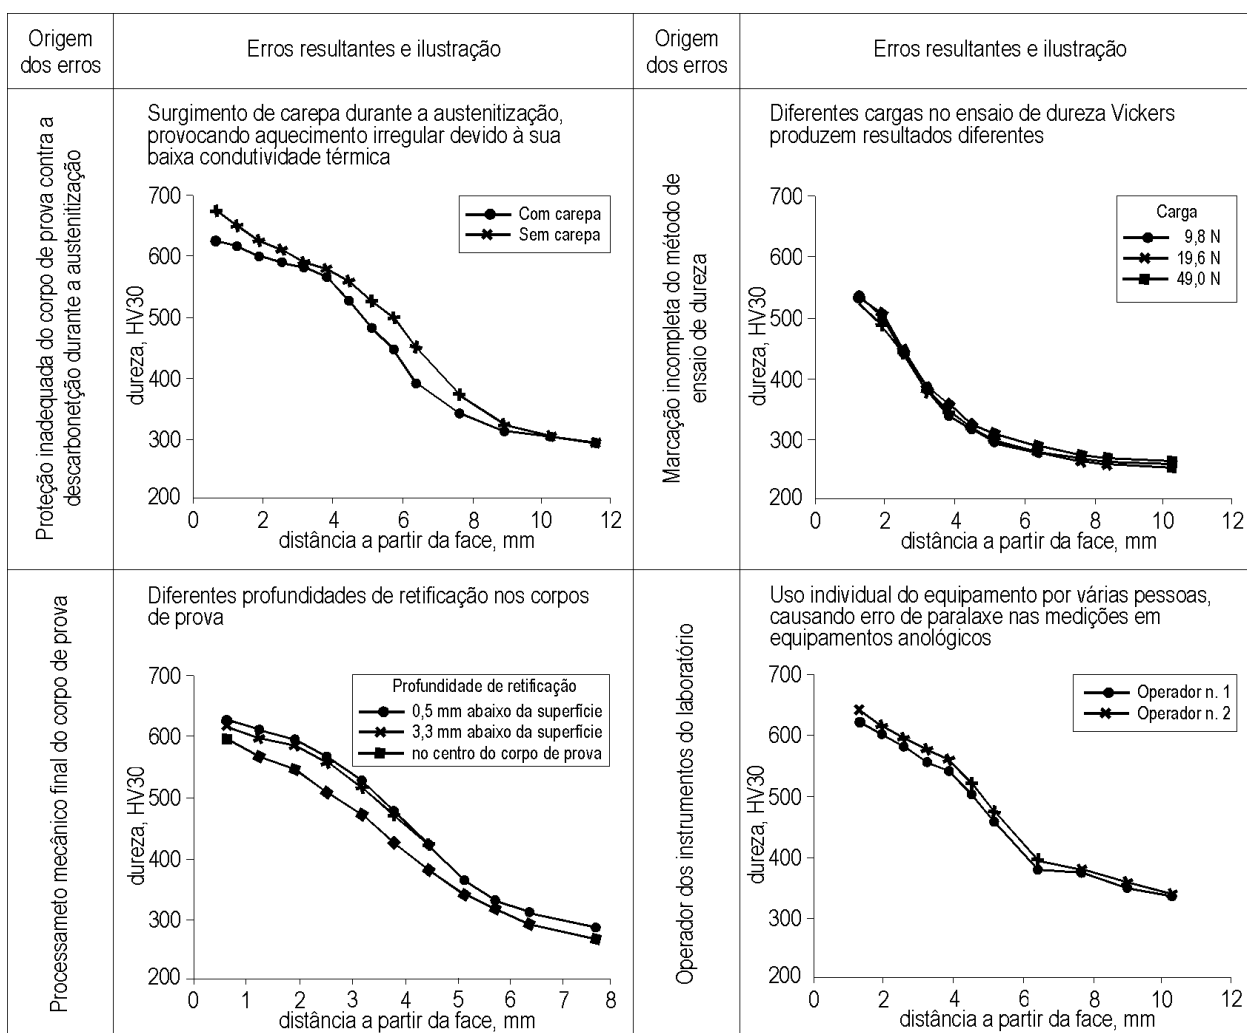 Origem
dos erros
Erros resultantes e ilustração
Origem
dos erros
Erros resultantes e ilustração
Proteção inadequada do corpo de prova contra a
descarbonetção durante a austenitização
Surgimento de carepa durante a austenitização,
provocando aquecimento irregular devido à sua
baixa condutividade térmica
700
600
500
400
300
200
dureza, HV30
Com carepa
Sem carepa
0 2 4 6 8 10 12
distância a partir da face, mm
Marcação incompleta do método de
ensaio de dureza
Diferentes cargas no ensaio de dureza Vickers
produzem resultados diferentes
700
600
500
400
300
200
dureza, HV30
Carga
9,8 N
19,6 N
49,0 N
0 2 4 6 8 10 12
distância a partir da face, mm
Processameto mecânico final do corpo de prova
Diferentes profundidades de retificação nos corpos
de prova
700
600
500
400
300
200
dureza, HV30
Profundidade de retificação
0,5 mm abaixo da superfície
3,3 mm abaixo da superfície
no centro do corpo de prova
0 1 2 3 4 5 6 7 8
distância a partir da face, mm
Operador dos instrumentos do laboratório
Uso individual do equipamento por várias pessoas,
causando erro de paralaxe nas medições em
equipamentos anológicos
700
600
500
400
300
200
dureza, HV30
Operador n. 1
Operador n. 2
0 2 4 6 8 10 12
distância a partir da face, mm